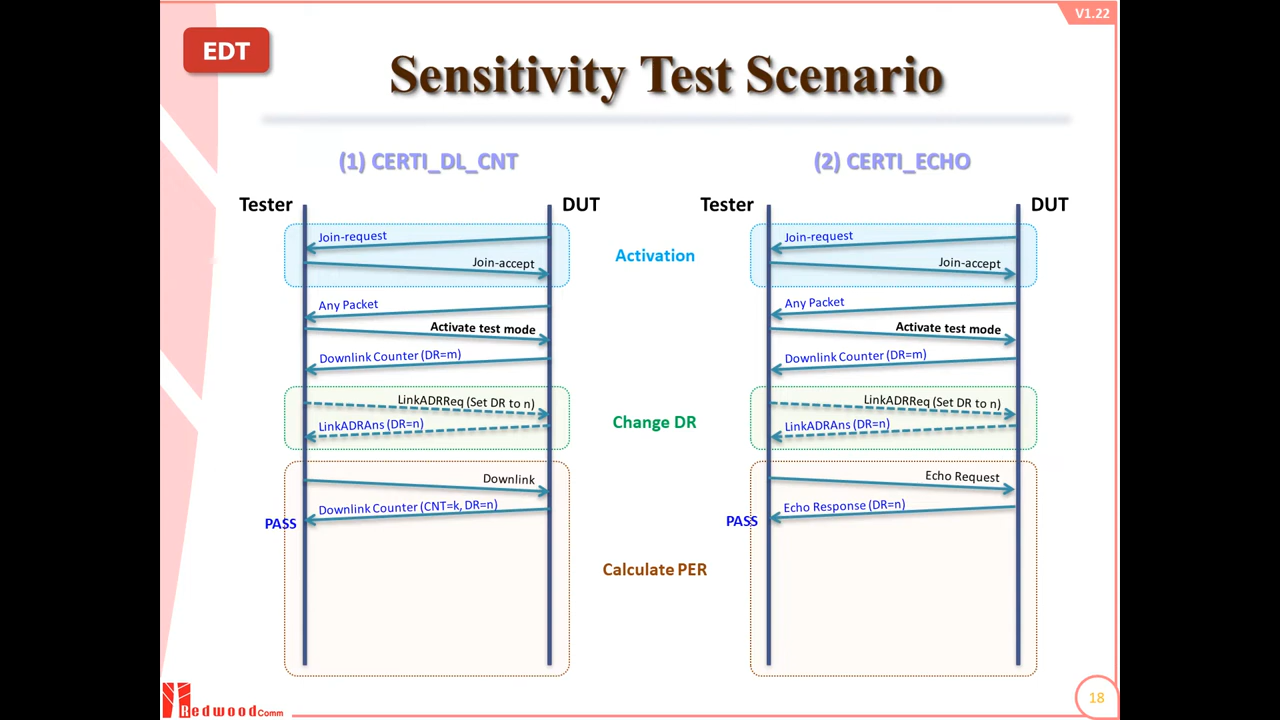 V1.22
EDT
Sensitivity Test Scenario
(1) CERTI_DL_CNT
Tester
DUT
Join-request
Join-accept
Any Packet
Activate test mode
Downlink Counter (DR=m)
LinkADRReq (Set DR to n)
LinkADRAns (DR=n)
Downlink
Downlink Counter (CNT=k, DR=n)
PASS
Activation
Change DR
Calculate PER
(2) CERTI_ECHO
Tester
DUT
Join-request
Join-accept
Any Packet
Activate test mode
Downlink Counter (DR=m)
LinkADRReq (Set DR to n)
LinkADRAns (DR=n)
Echo Request
Echo Response (DR=n)
PASS
RedwoodComm
18